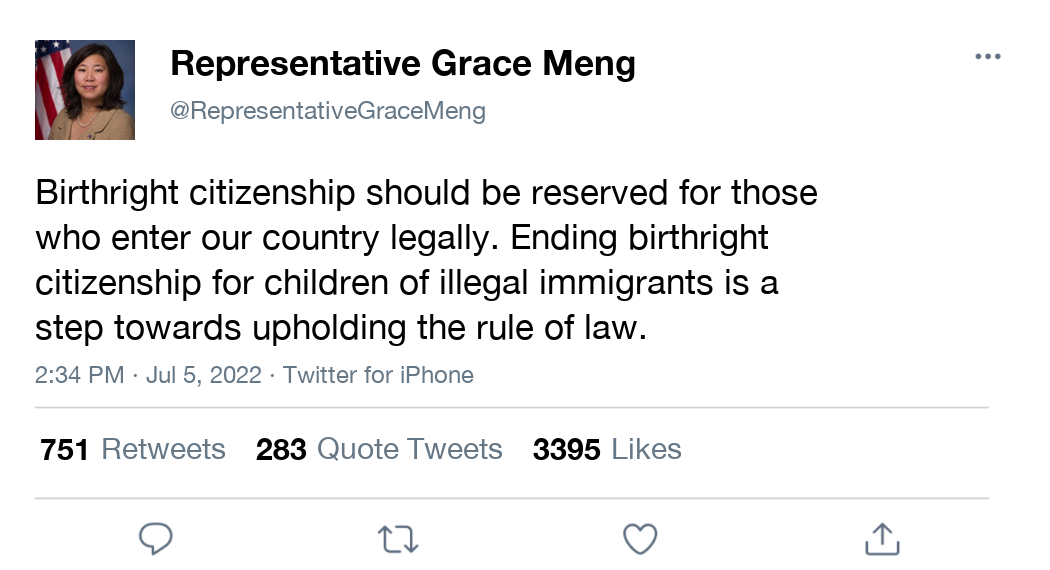 Representative Grace Meng
@RepresentativeGraceMeng
Birthright citizenship should be reserved for those
who enter our country legally. Ending birthright
citizenship for children of illegal immigrants is a
step towards upholding the rule of law.
2:34 PM · Jul 5, 2022 · Twitter for iPhone
751 Retweets 283 Quote Tweets 3395 Likes